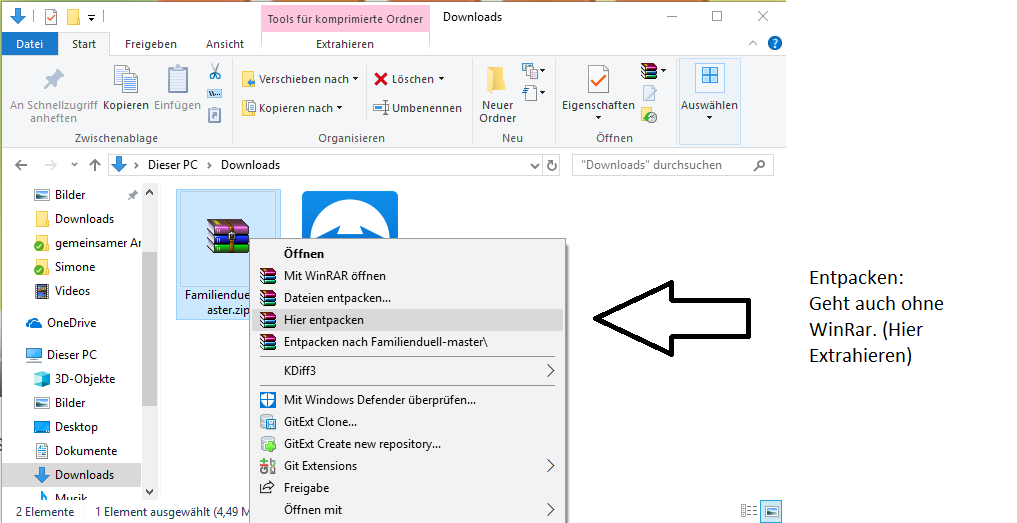 Tools für komprimierte Ordner
Downloads
Datei
Start
Freigeben
Ansicht
Extrahieren
An Schnellzugriff
anheften
Kopieren
Einfügen
Zwischenablage
Verschieben nach
Kopieren nach
Löschen
Umbenennen
Organisieren
Neuer
Ordner
Neu
Eigenschaften
Öffnen
Auswählen
Dieser PC
Downloads
"Downloads" durchsuchen
Bilder
Downloads
gemeinsamer Ar
Simone
Videos
OneDrive
Dieser PC
3D-Objekte
Bilder
Desktop
Dokumente
Downloads
Musik
Familiendue
aster.zip
Öffnen
Mit WinRAR öffnen
Dateien entpacken...
Hier entpacken
Entpacken nach Familienduell-master\
KDiff3
Mit Windows Defender überprüfen...
GitExt Clone...
GitExt Create new repository...
Git Extensions
Freigabe
Öffnen mit
Entpacken:
Geht auch ohne
WinRar. (Hier
Extrahieren)
2 Elemente
1 Element ausgewählt (4,49 M